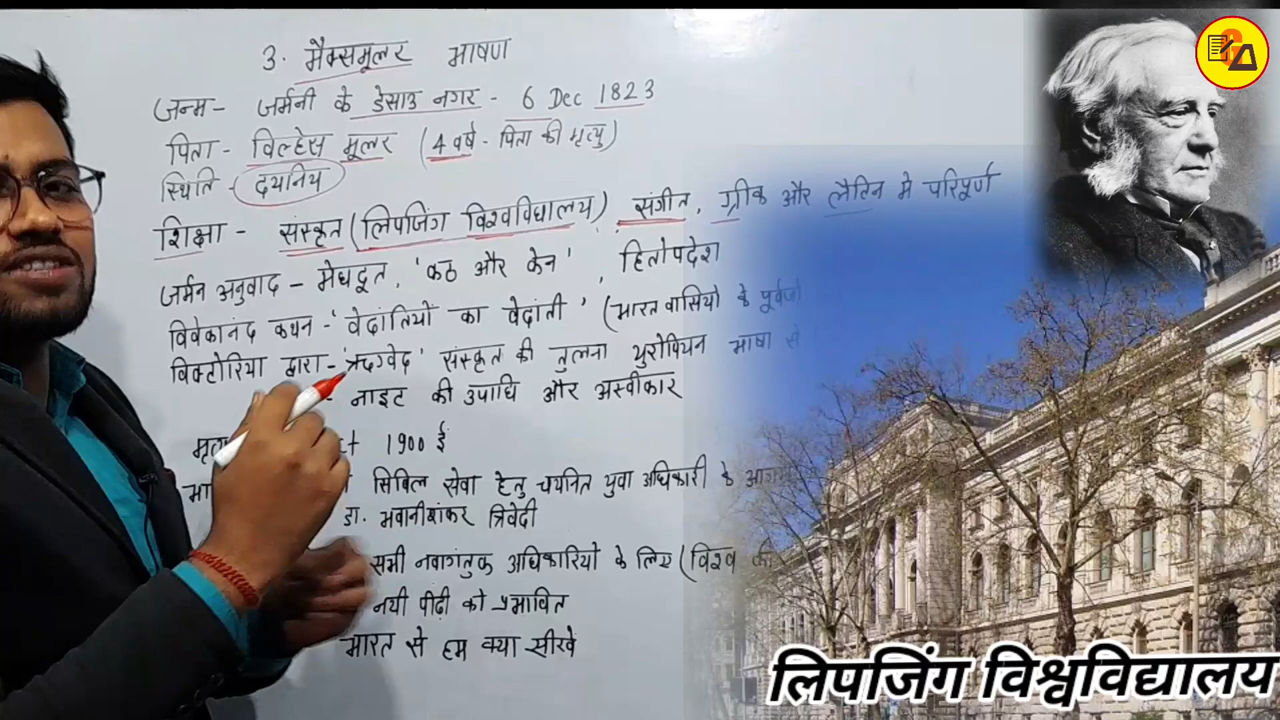 3. मैक्समूलर भाषण
जन्म- जर्मनी के डेसाउ नगर - 6 Dec 1823
पिता - विल्हेस मूलर (4 वर्ष - पिता की मृत्यु)
स्थिति - दयनिय
शिक्षा - संस्कृत (लिपजिंग विश्वविद्यालय), संगीत, ग्रीक और लैटिन मे परिपूर्ण
जर्मन अनुवाद - मेघदूत, 'कठ और केन', हितोपदेश
विवेकानंद कथन - 'वेदांतियों का वेदांती' (भारत वासियो के पूर्वजो
विक्टोरिया द्वारा - 'ऋग्वेद' संस्कृत की तुलना युरोपियन भाषा से
- नाइट की उपाधि और अस्वीकार
1900 ई
सिविल सेवा हेतु चयनित युवा अधिकारी के
डा. भवानीशंकर त्रिवेदी
सभी नवागंतुक अधिकारियो के लिए (विश्व की
नयी पीढ़ी को प्रभावित
भारत से हम क्या सीखे
लिपजिंग विश्वविद्यालय